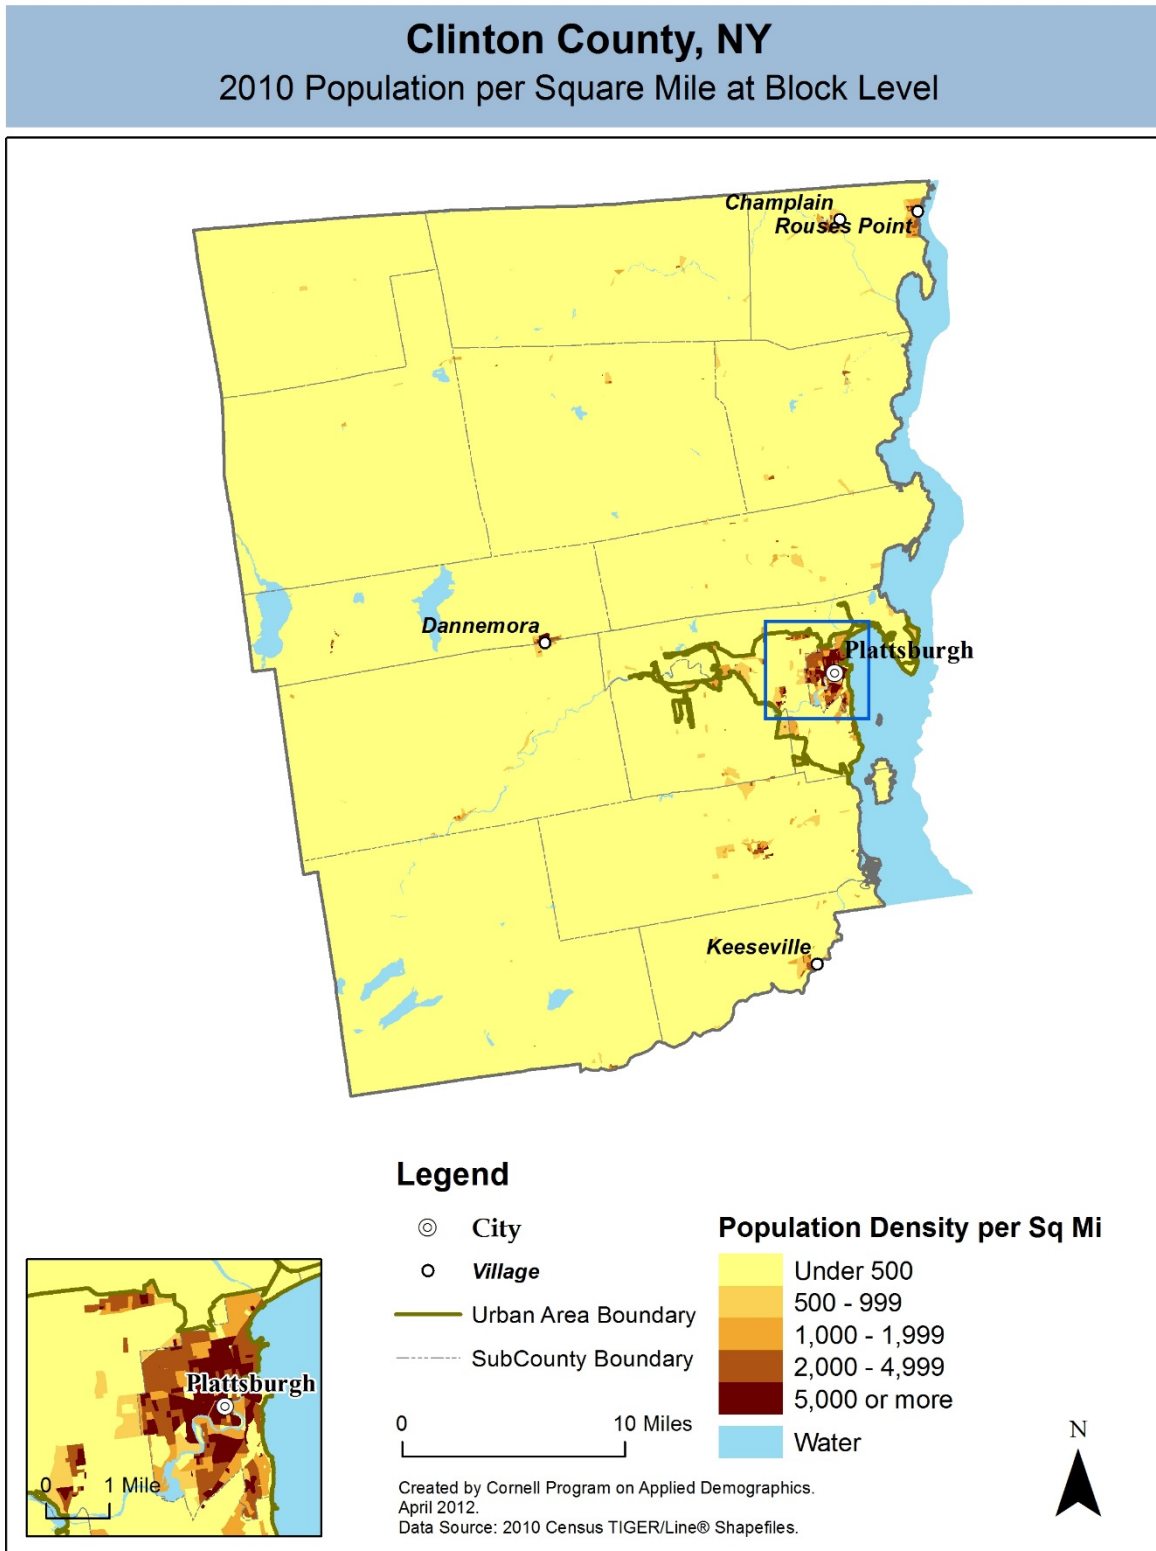 Clinton County, NY
2010 Population per Square Mile at Block Level
Champlain
Rouses Point
Dannemora
Plattsburgh
Keeseville
Legend
City
Village
Urban Area Boundary
SubCounty Boundary
0 10 Miles
Population Density per Sq Mi
Under 500
500 - 999
1,000 - 1,999
2,000 - 4,999
5,000 or more
Water
Plattsburgh
0 1 Mile
N
Created by Cornell Program on Applied Demographics.
April 2012.
Data Source: 2010 Census TIGER/Line® Shapefiles.